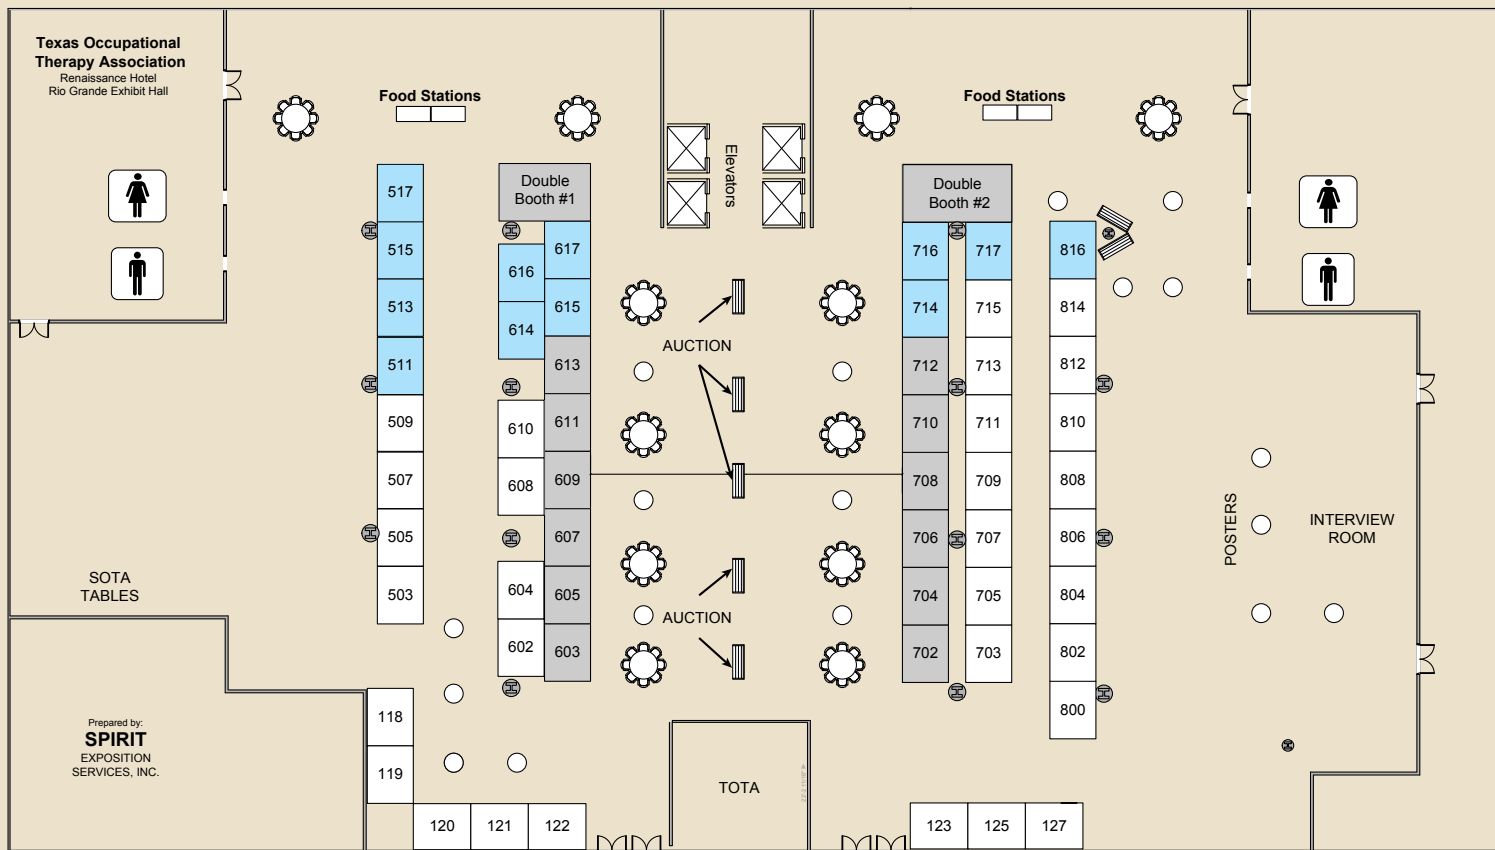 Texas Occupational
Therapy Association
Renaissance Hotel
Rio Grande Exhibit Hall
Food Stations
Food Stations
Elevators
Double
Booth #1
Double
Booth #2
517
515
513
511
509
507
505
503
616
614
610
608
604
602
617
615
613
611
609
607
605
603
AUCTION
AUCTION
716
714
712
710
708
706
704
702
717
715
713
711
709
707
705
703
816
814
812
810
808
806
804
802
800
POSTERS
INTERVIEW
ROOM
SOTA
TABLES
Prepared by:
SPIRIT
EXPOSITION
SERVICES, INC.
118
119
120
121
122
TOTA
123
125
127